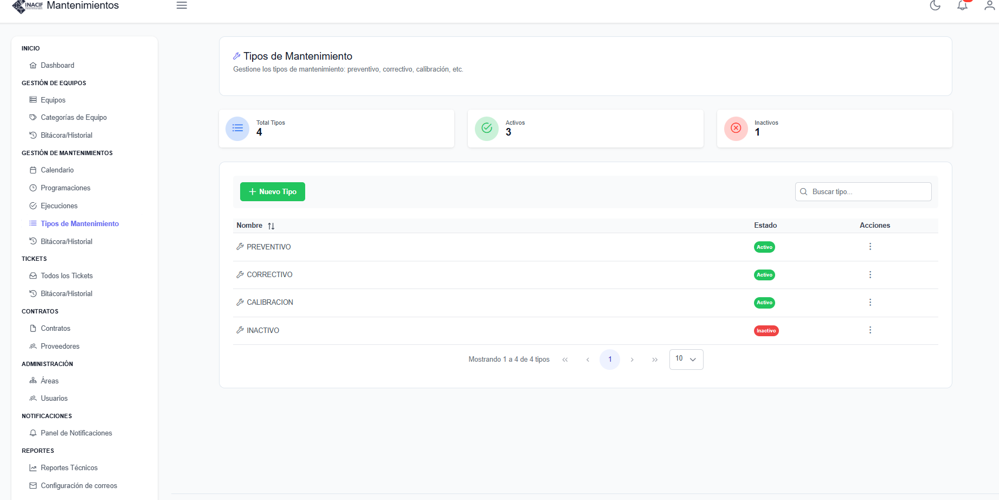 INACIF Mantenimientos
INICIO
Dashboard
GESTIÓN DE EQUIPOS
Equipos
Categorías de Equipo
Bitácora/Historial
GESTIÓN DE MANTENIMIENTOS
Calendario
Programaciones
Ejecuciones
Tipos de Mantenimiento
Bitácora/Historial
TICKETS
Todos los Tickets
Bitácora/Historial
CONTRATOS
Contratos
Proveedores
ADMINISTRACIÓN
Áreas
Usuarios
NOTIFICACIONES
Panel de Notificaciones
REPORTES
Reportes Técnicos
Configuración de correos
Tipos de Mantenimiento
Gestione los tipos de mantenimiento: preventivo, correctivo, calibración, etc.
Total Tipos
4
Activos
3
Inactivos
1
Nuevo Tipo
Buscar tipo...
Nombre Estado Acciones
PREVENTIVO Activo
CORRECTIVO Activo
CALIBRACION Activo
INACTIVO Inactivo
Mostrando 1 a 4 de 4 tipos « ‹ 1 › » 10